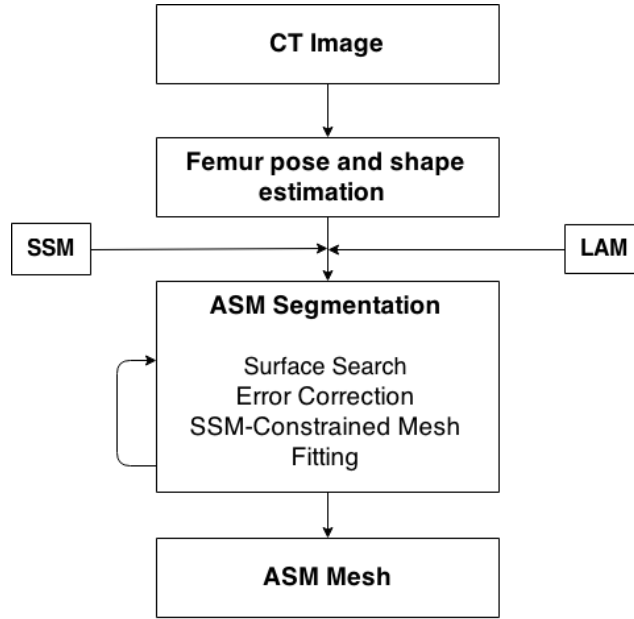 CT Image
Femur pose and shape
estimation
SSM
LAM
ASM Segmentation
Surface Search
Error Correction
SSM-Constrained Mesh
Fitting
ASM Mesh